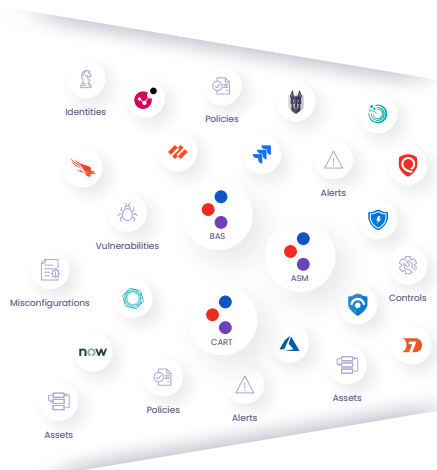 Identities
Policies
Alerts
BAS
Vulnerabilities
ASM
Misconfigurations
Controls
CART
now
Policies
Alerts
Assets
Assets